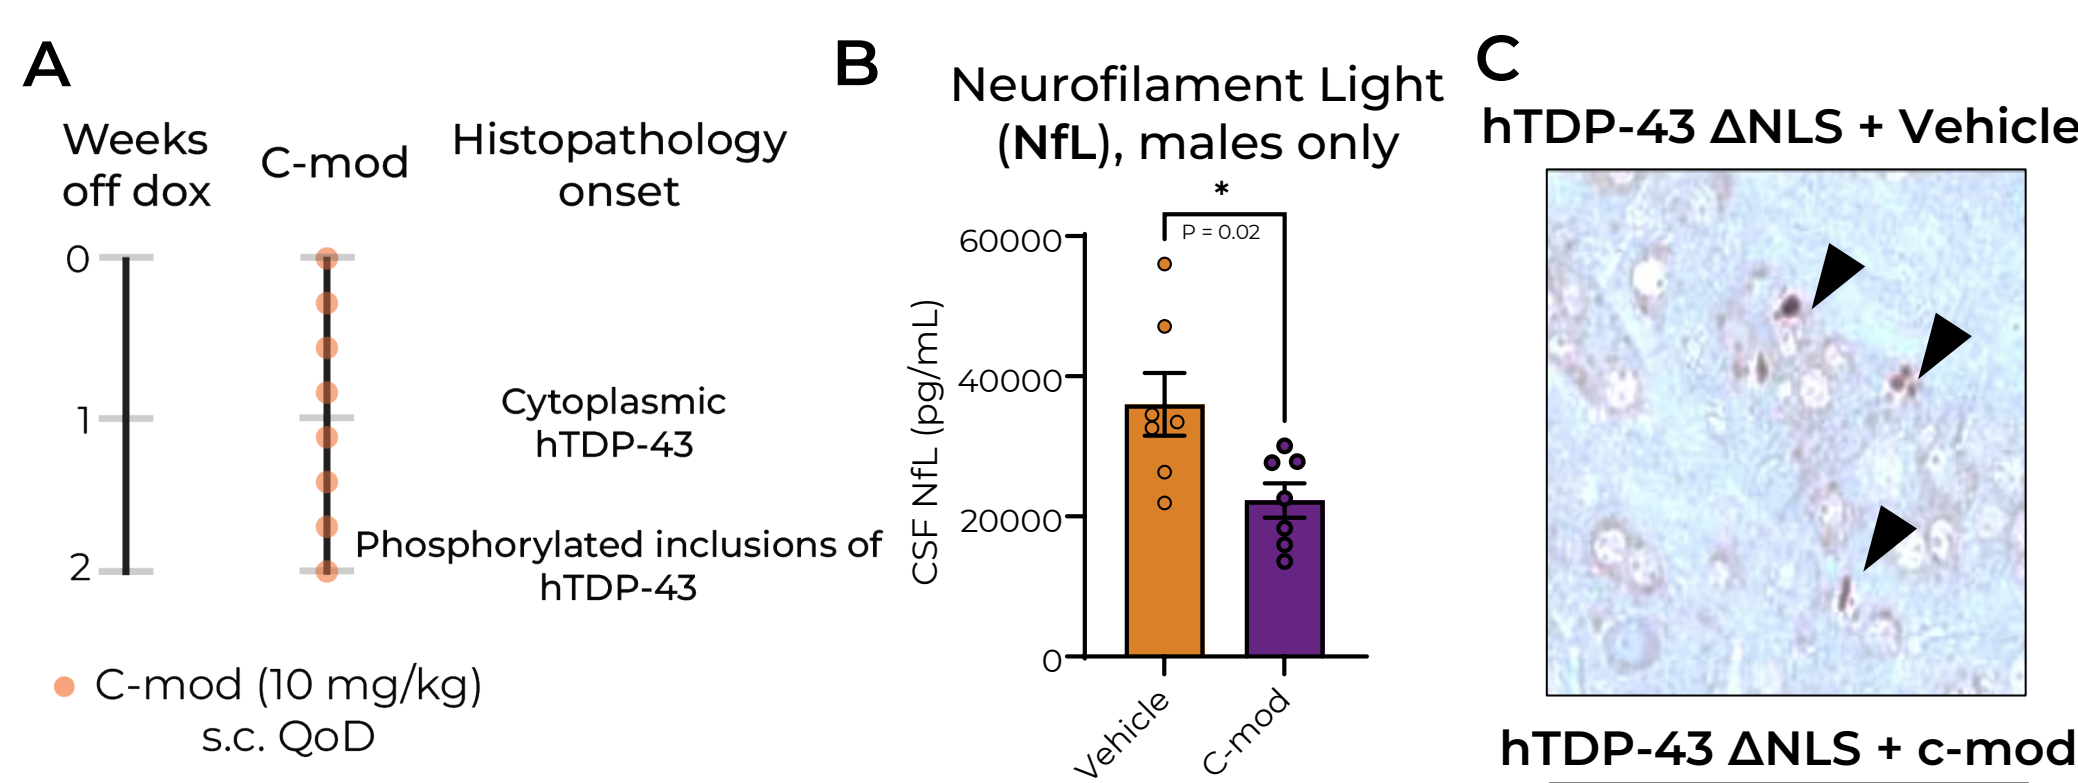 A
Weeks
off dox
C-mod
Histopathology
onset
0
1
2
Cytoplasmic
hTDP-43
Phosphorylated inclusions of
hTDP-43
C-mod (10 mg/kg)
s.c. QoD
B
Neurofilament Light
(NfL), males only
*
P = 0.02
CSF NfL (pg/mL)
60000
40000
20000
0
Vehicle
C-mod
C
hTDP-43 ΔNLS + Vehicle
hTDP-43 ΔNLS + c-mod